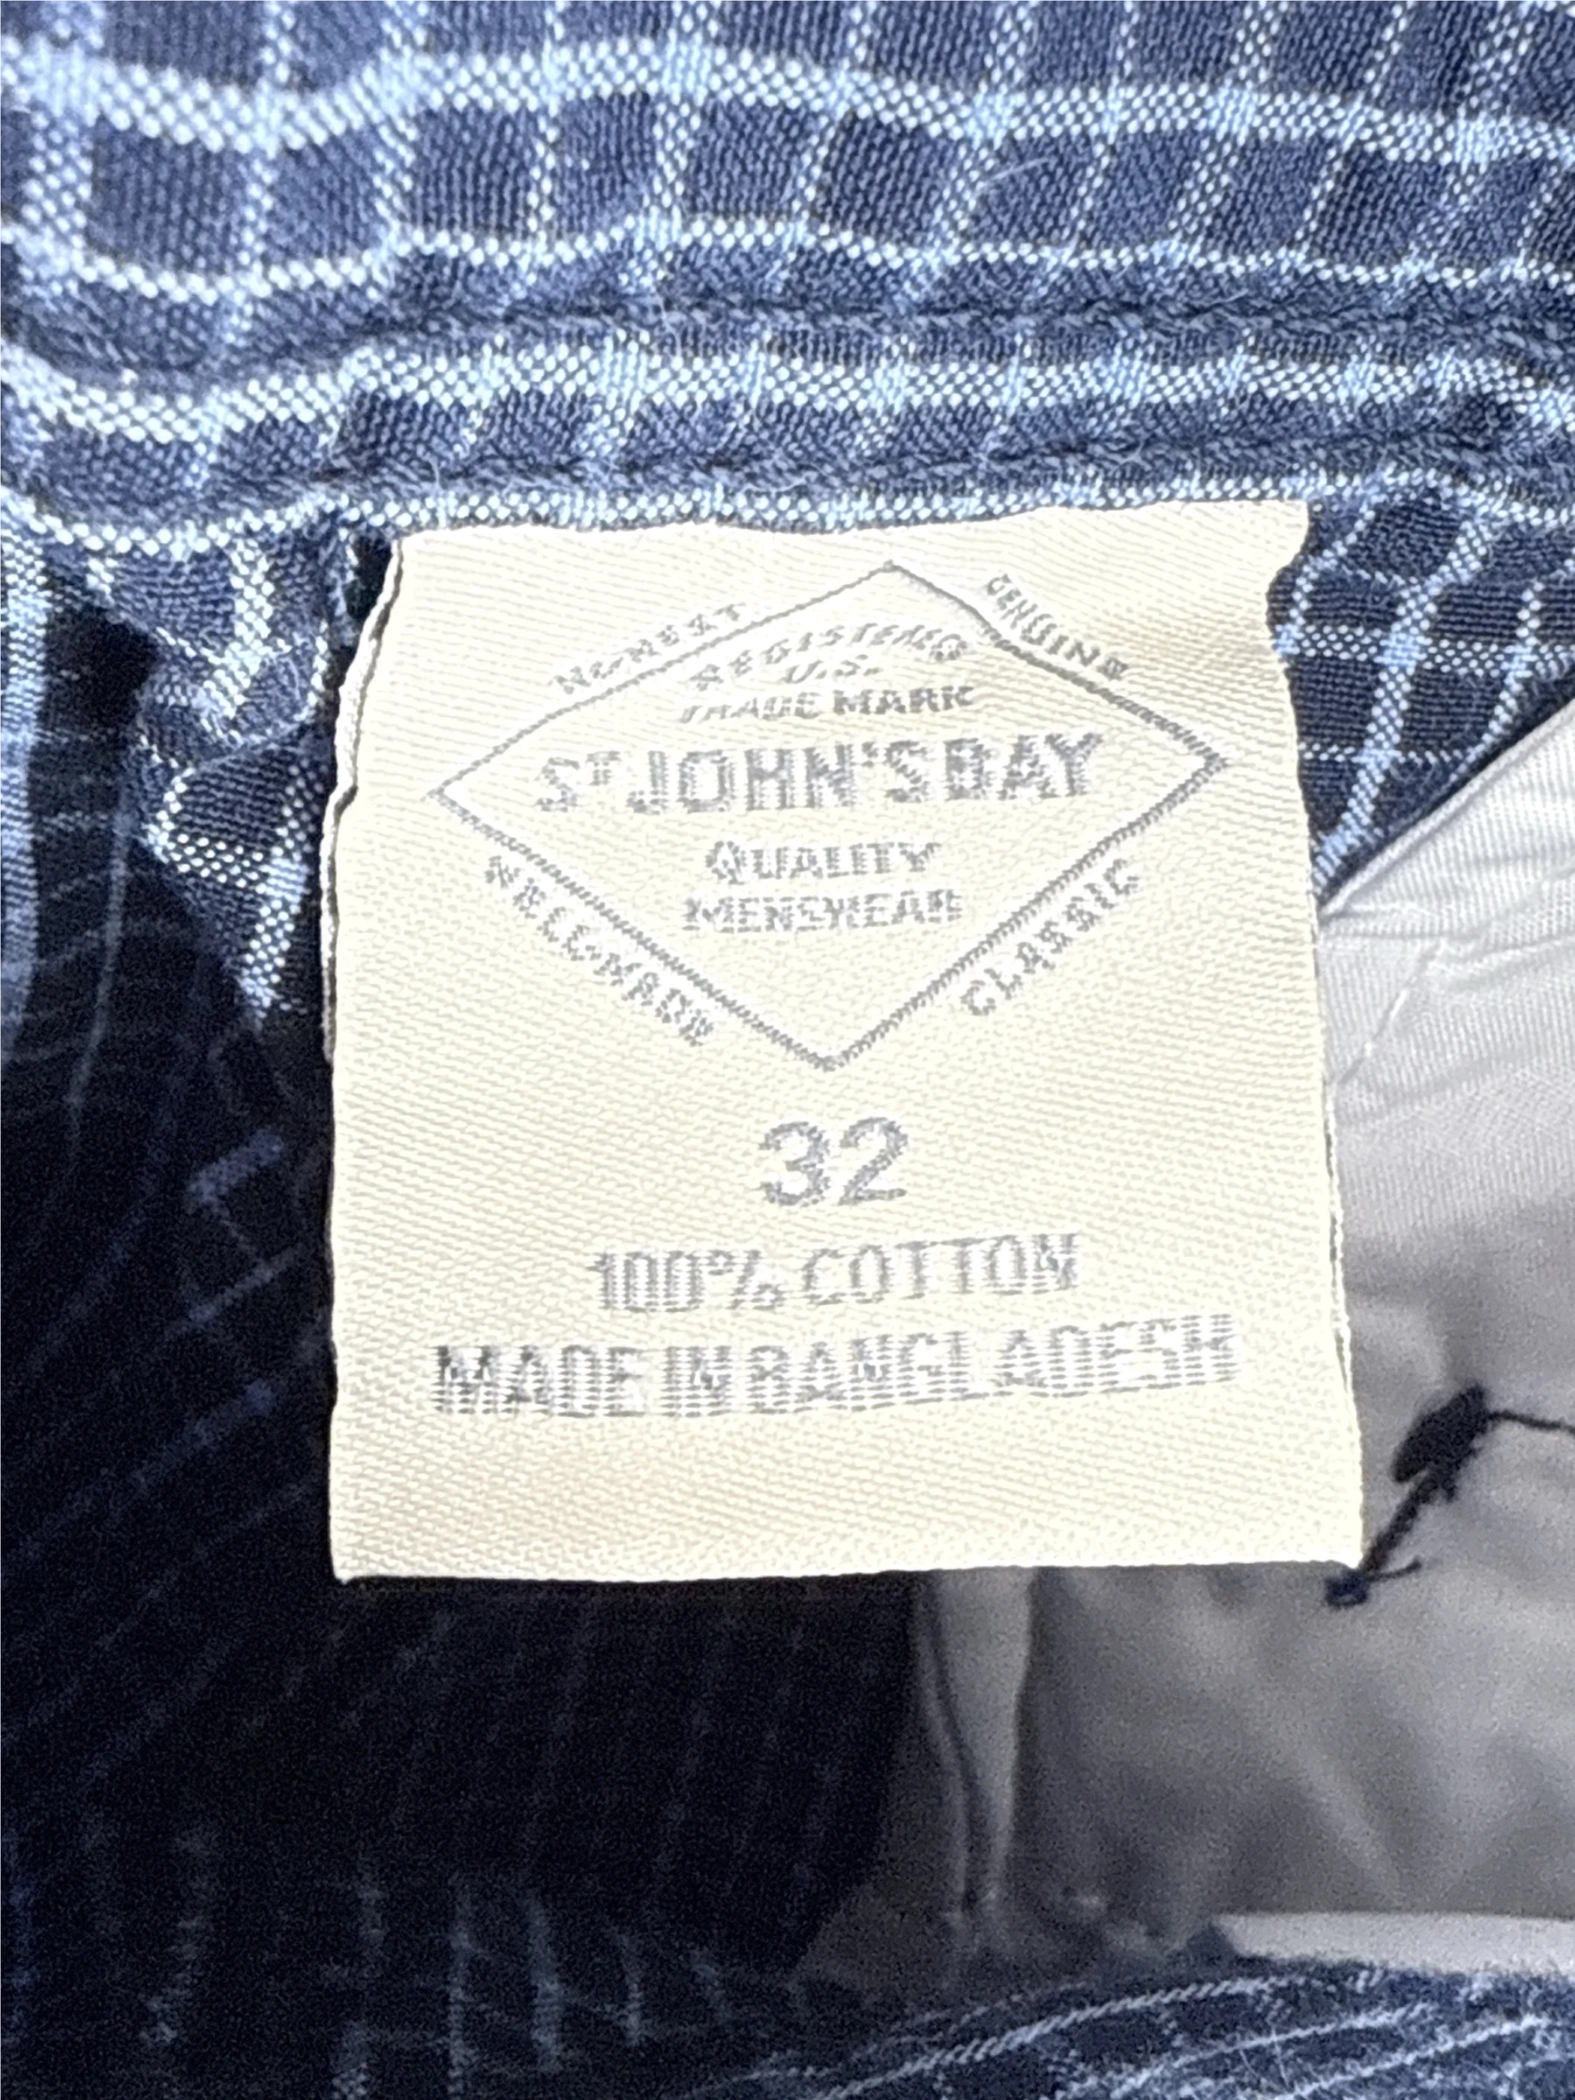 HONEST
GENUINE
REGISTERED
U.S.
TRADE MARK
ST JOHN'S BAY
QUALITY
MENSWEAR
WELL-MADE
CLASSIC
32
100% COTTON
MADE IN BANGLADESH